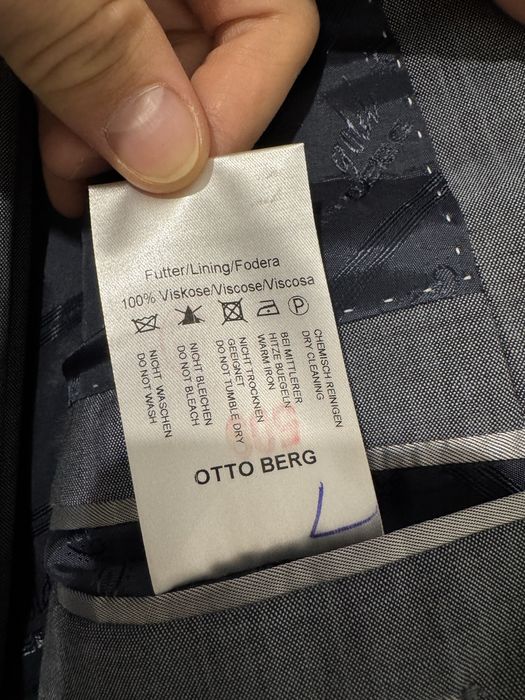 Futter/Lining/Fodera
100% Viskose/Viscose/Viscosa
P
NICHT WASCHEN
DO NOT WASH
NICHT BLEICHEN
DO NOT BLEACH
NICHT TROCKNEN
GEEIGNET
DO NOT TUMBLE DRY
BEI MITTLERER
HITZE BUEGELN
WARM IRON
CHEMISCH REINIGEN
DRY CLEANING
OTTO BERG